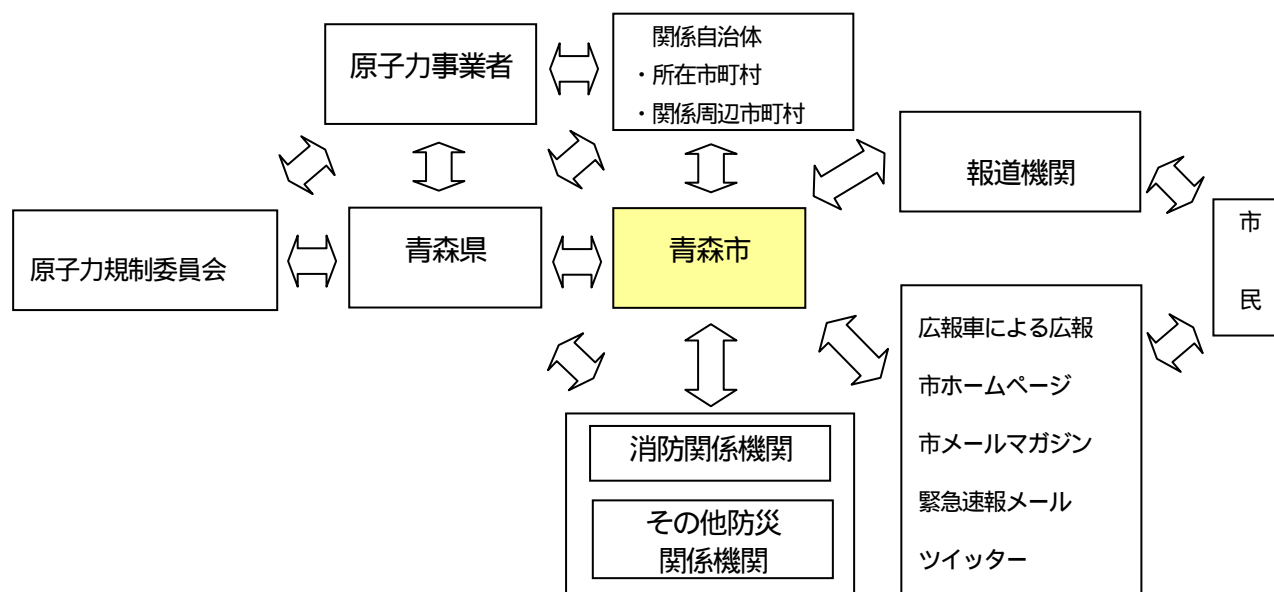 原子力事業者
関係自治体
・所在市町村
・関係周辺市町村
報道機関
市
民
原子力規制委員会
青森県
青森市
広報車による広報
市ホームページ
市メールマガジン
緊急速報メール
ツイッター
消防関係機関
その他防災
関係機関